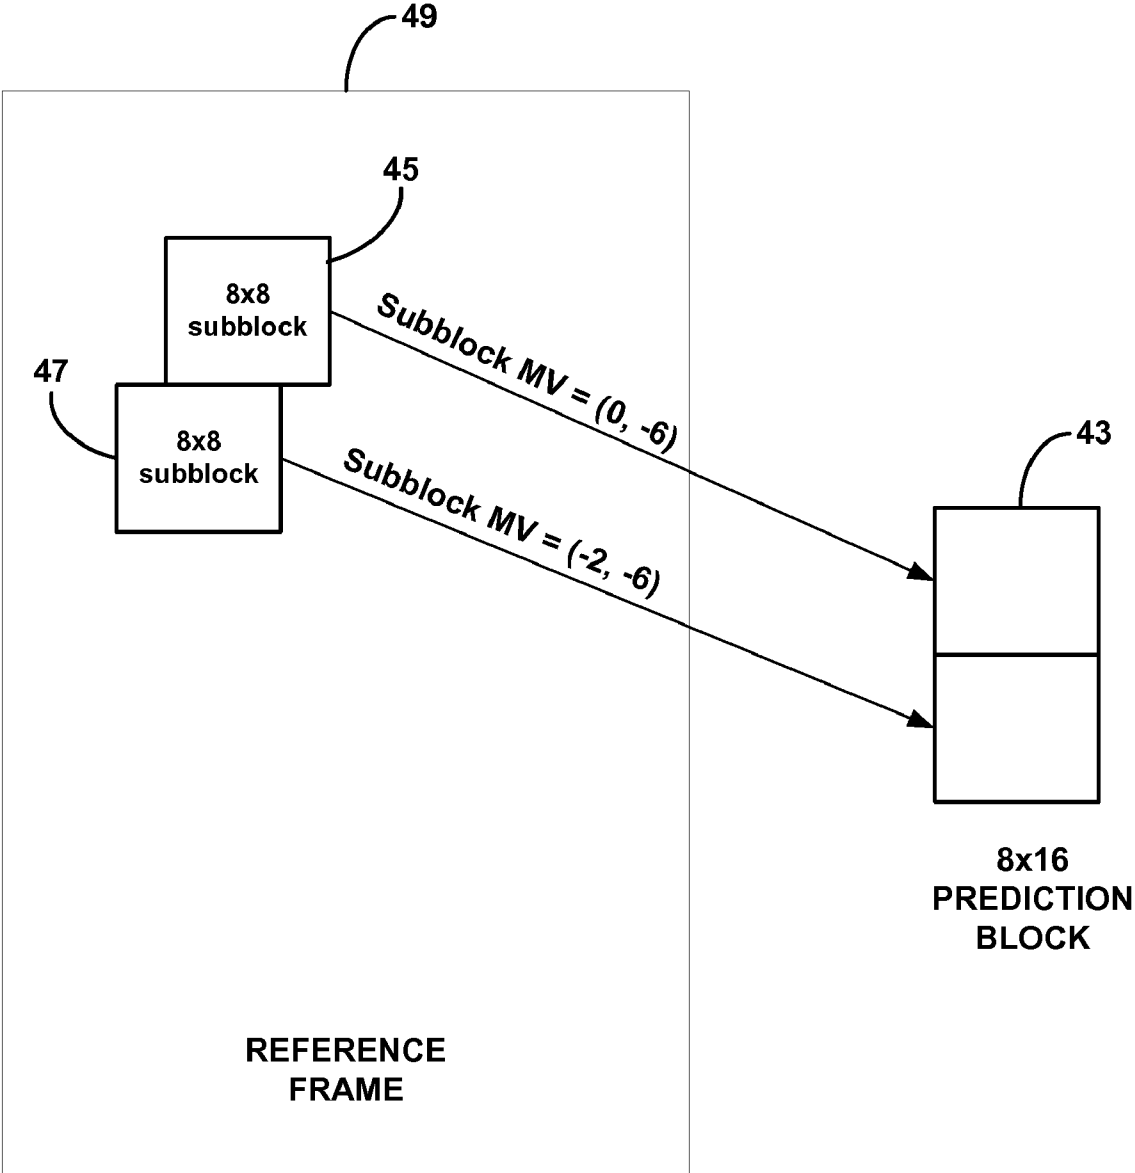 49
45
8x8
subblock
Subblock MV = (0, -6)
47
8x8
subblock
Subblock MV = (-2, -6)
43
8x16
PREDICTION
BLOCK
REFERENCE
FRAME